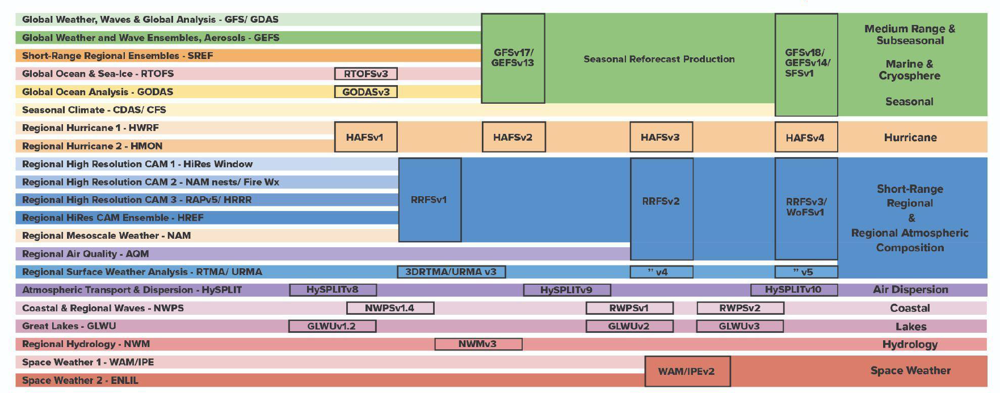 Global Weather, Waves & Global Analysis - GFS/ GDAS
Global Weather and Wave Ensembles, Aerosols - GEFS
Short-Range Regional Ensembles - SREF
Global Ocean & Sea-Ice - RTOFS
RTOFSv3
Global Ocean Analysis - GODAS
GODASv3
Seasonal Climate - CDAS/ CFS
GFSv17/
GEFSv13
Seasonal Reforecast Production
GFSv18/
GEFSv14/
SFSv1
Medium Range &
Subseasonal
Marine &
Cryosphere
Seasonal
Regional Hurricane 1 - HWRF
Regional Hurricane 2 - HMON
HAFSv1
HAFSv2
HAFSv3
HAFSv4
Hurricane
Regional High Resolution CAM 1 - HiRes Window
Regional High Resolution CAM 2 - NAM nests/ Fire Wx
Regional High Resolution CAM 3 - RAPv5/ HRRR
Regional HiRes CAM Ensemble - HREF
Regional Mesoscale Weather - NAM
Regional Air Quality - AQM
RRFSv1
RRFSv2
RRFSv3/
WoFSv1
Short-Range
Regional
&
Regional Atmospheric
Composition
Regional Surface Weather Analysis - RTMA/ URMA
3DRTMA/URMA v3
” v4
” v5
Atmospheric Transport & Dispersion - HySPLIT
HySPLITv8
HySPLITv9
HySPLITv10
Air Dispersion
Coastal & Regional Waves - NWPS
NWPSv1.4
RWPSv1
RWPSv2
Coastal
Great Lakes - GLWU
GLWUv1.2
GLWUv2
GLWUv3
Lakes
Regional Hydrology - NWM
NWMv3
Hydrology
Space Weather 1 - WAM/IPE
Space Weather 2 - ENLIL
WAM/IPEv2
Space Weather